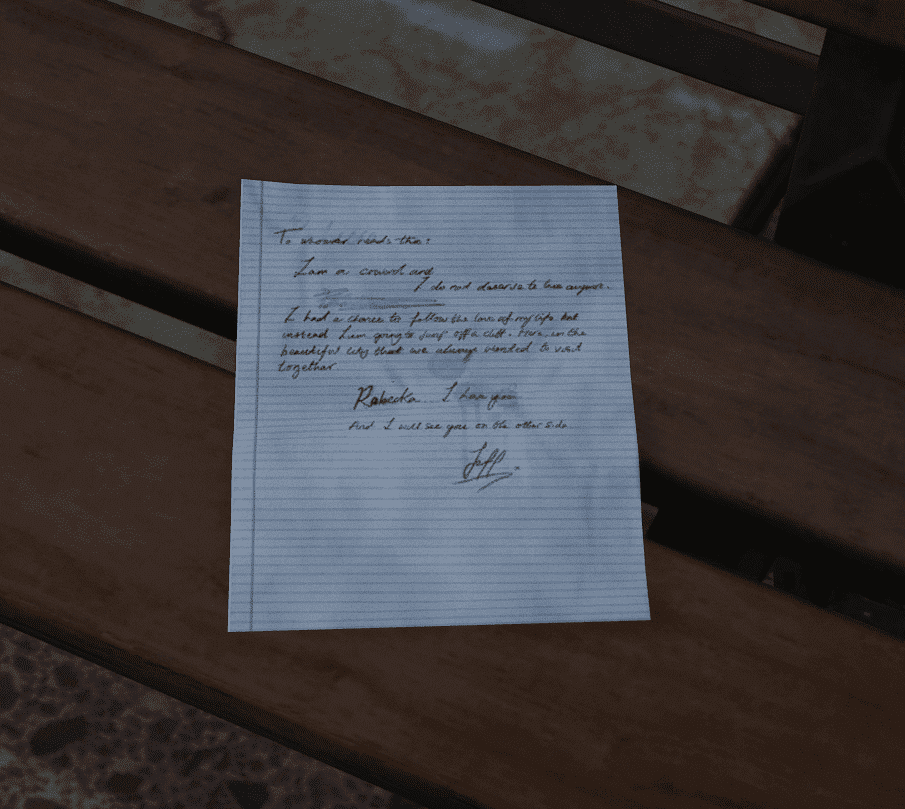 To whomever reads this:
I am a coward and
I do not deserve to live anymore.
I had a chance to follow the love of my life but
instead I am going to jump off a cliff. Here, in the
beautiful city that we always wanted to visit
together.
Rebecka. I love you
And I will see you on the other side.
Jeff.